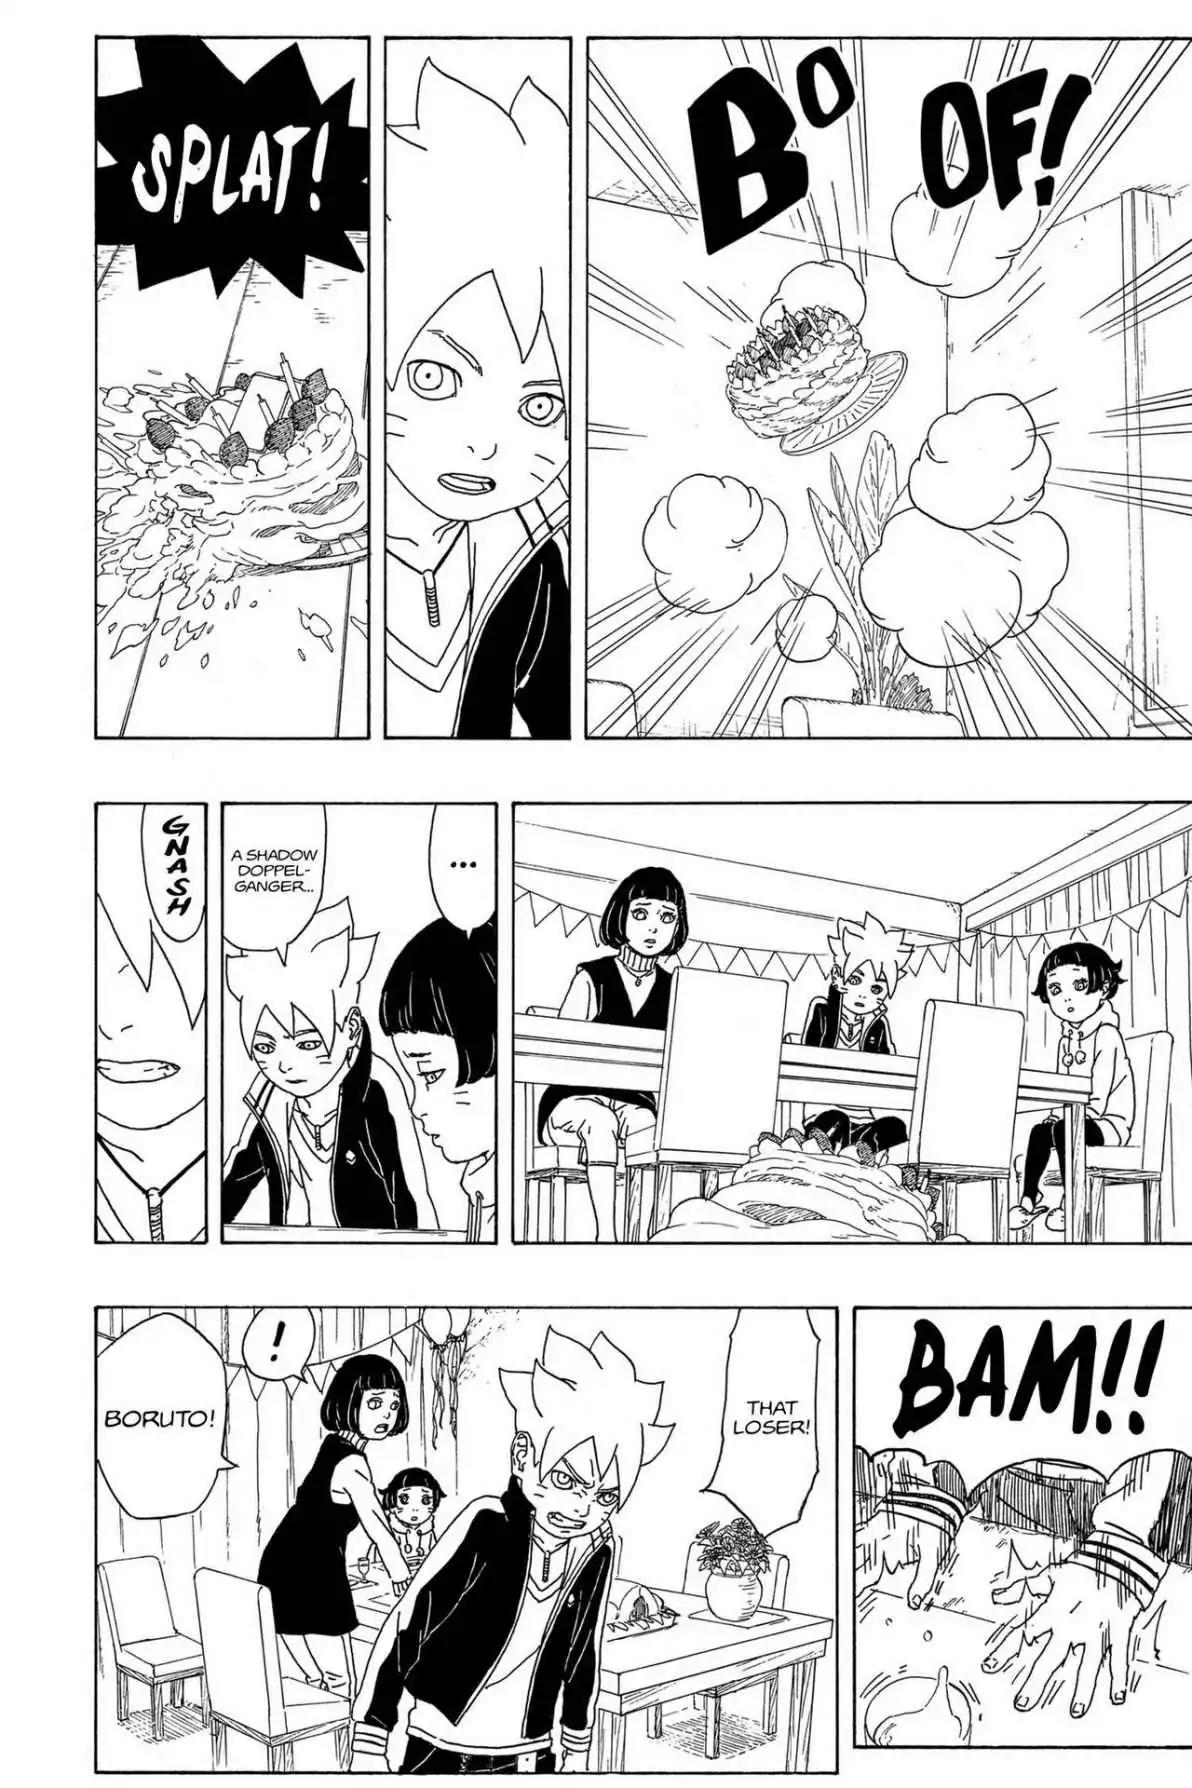 BOOF!
SPLAT!
...
A SHADOW
DOPPEL-
GANGER...
GNASH
BAM!!
THAT
LOSER!
!
BORUTO!